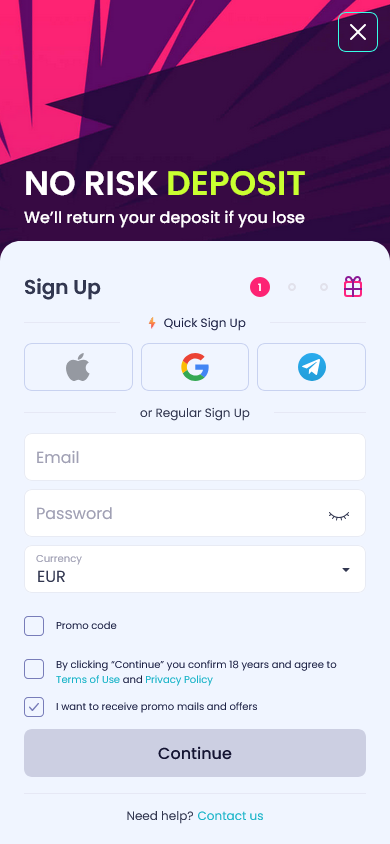 NO RISK DEPOSIT
We'll return your deposit if you lose
Sign Up
1
Quick Sign Up
or Regular Sign Up
Email
Password
Currency
EUR
Promo code
By clicking “Continue” you confirm 18 years and agree to
Terms of Use and Privacy Policy
I want to receive promo mails and offers
Continue
Need help? Contact us